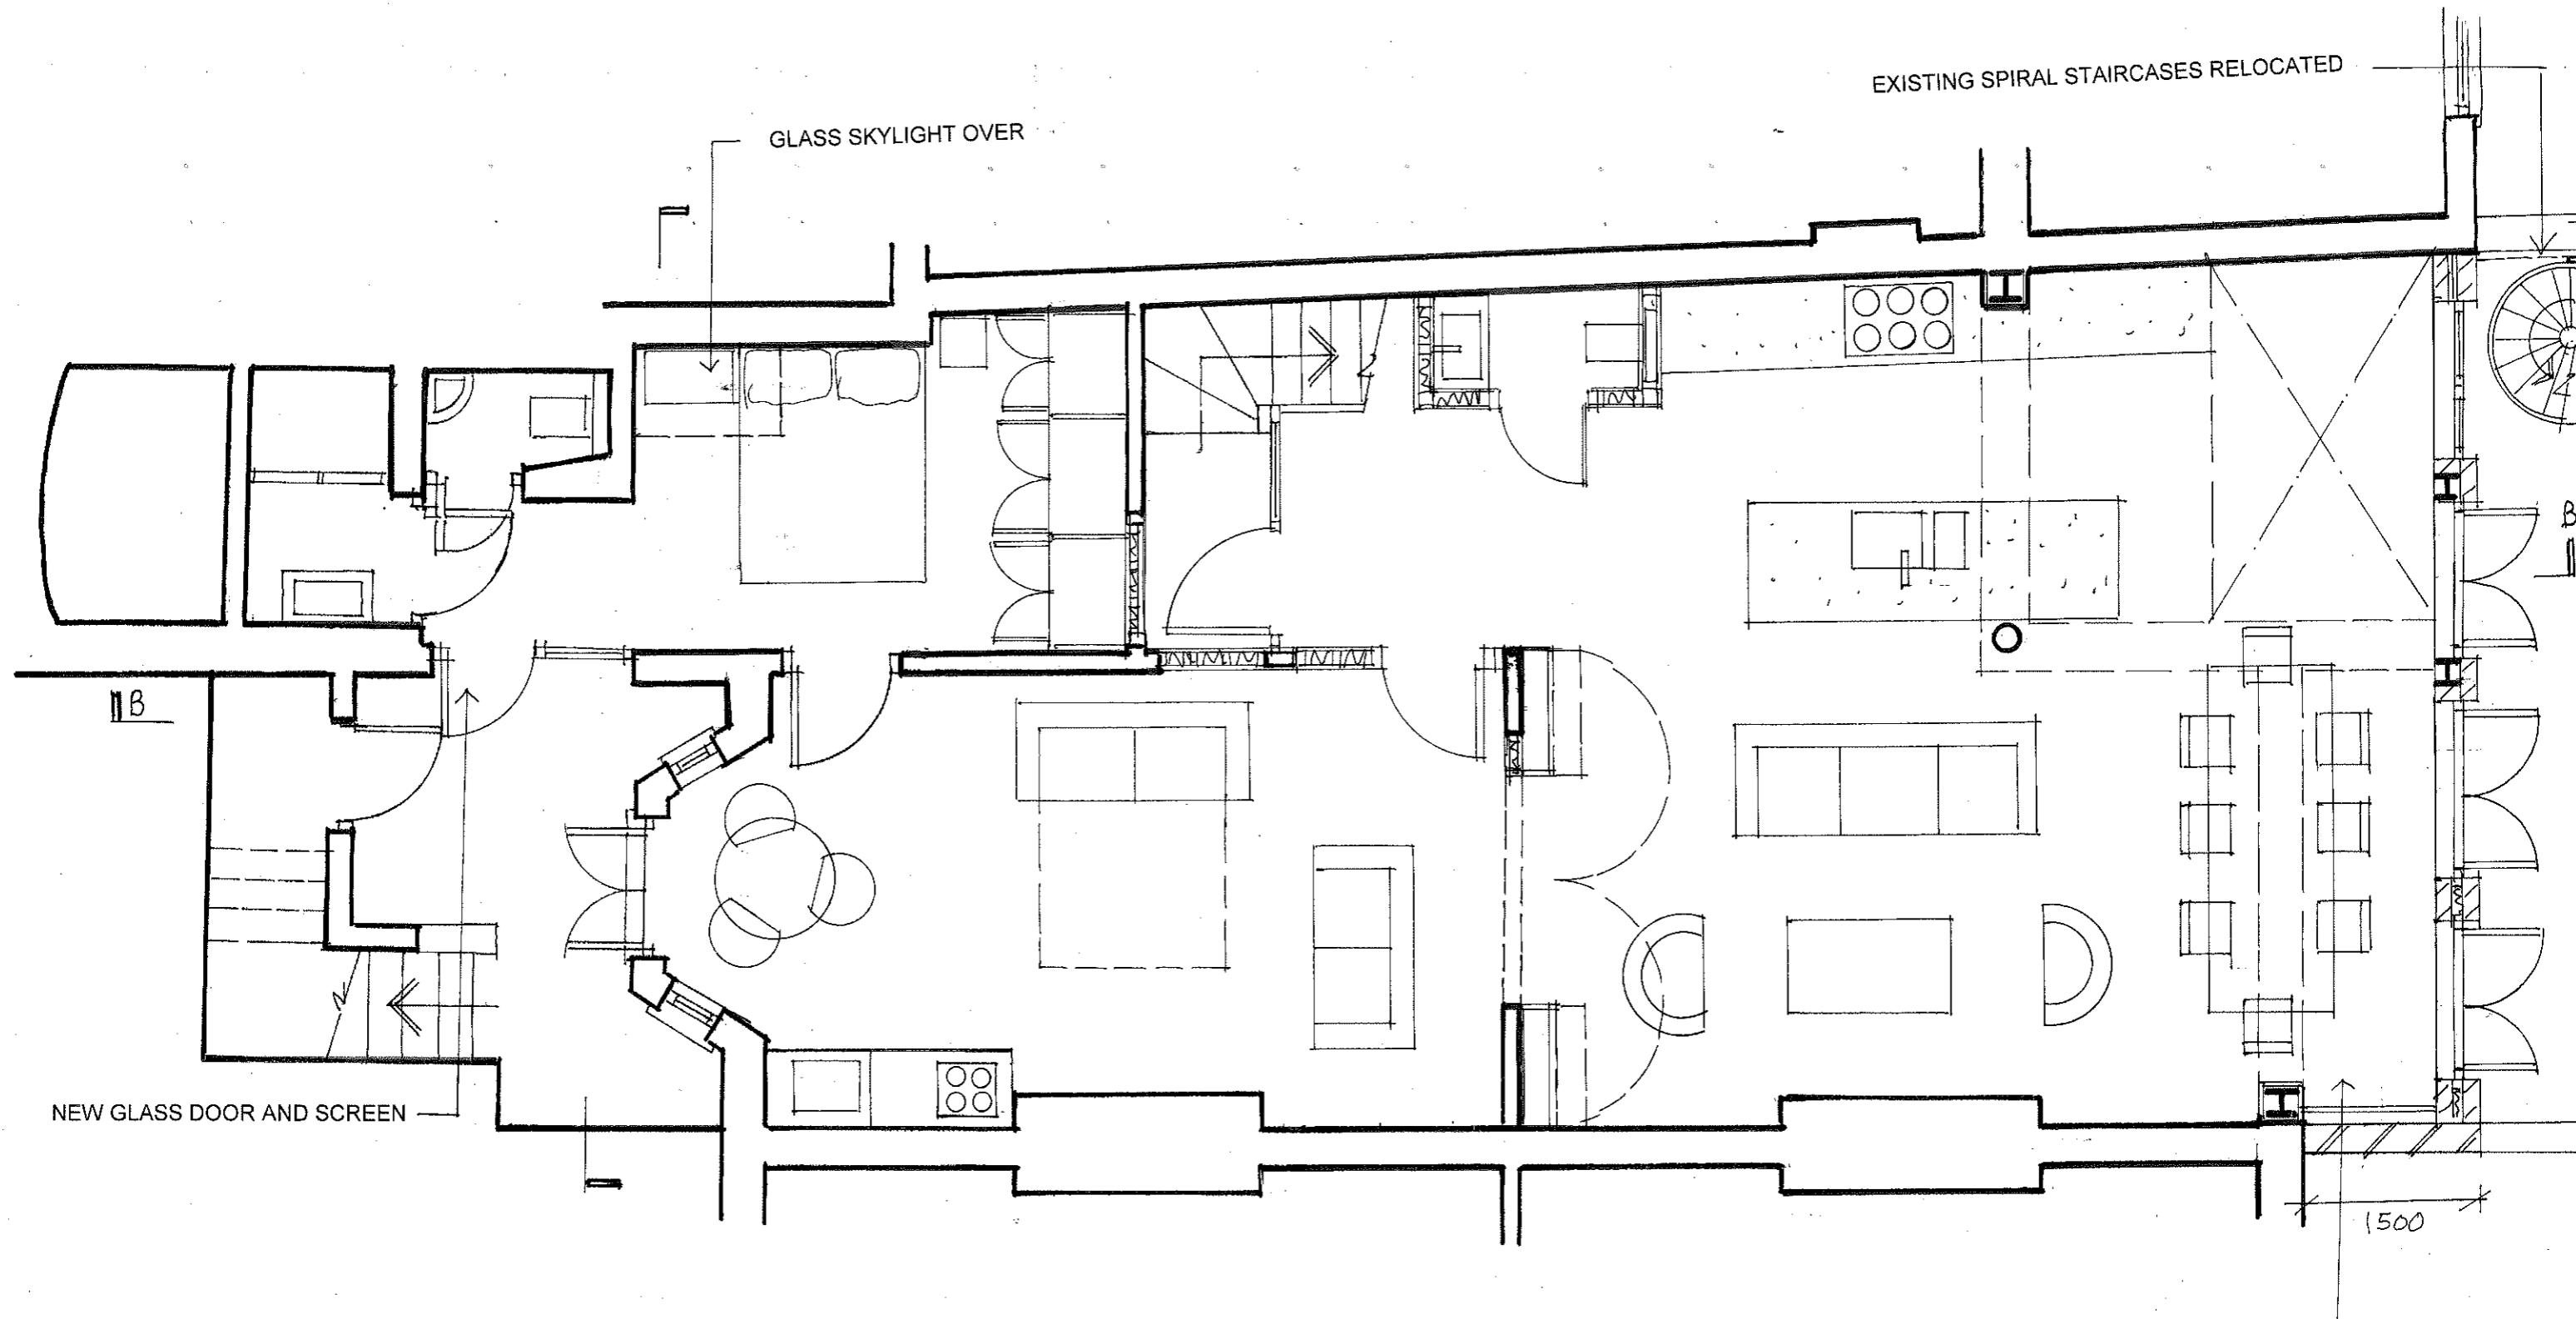 EXISTING SPIRAL STAIRCASES RELOCATED
GLASS SKYLIGHT OVER
B
B
NEW GLASS DOOR AND SCREEN
1500